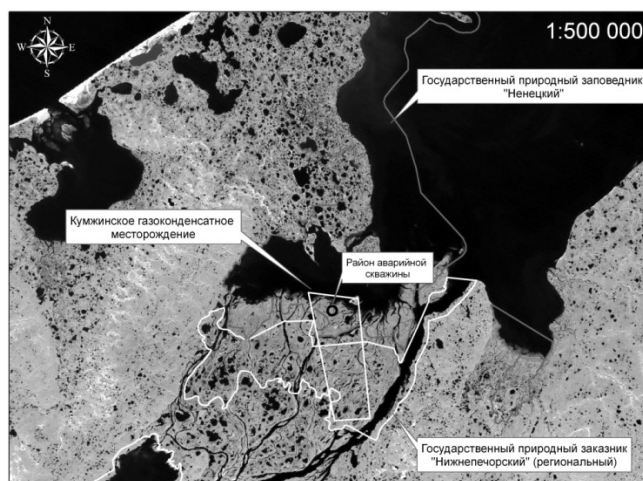 N
W E
S
1:500 000
Государственный природный заповедник
"Ненецкий"
Кумжинское газоконденсатное
месторождение
Район аварийной
скважины
Государственный природный заказник
"Нижнепечорский" (региональный)